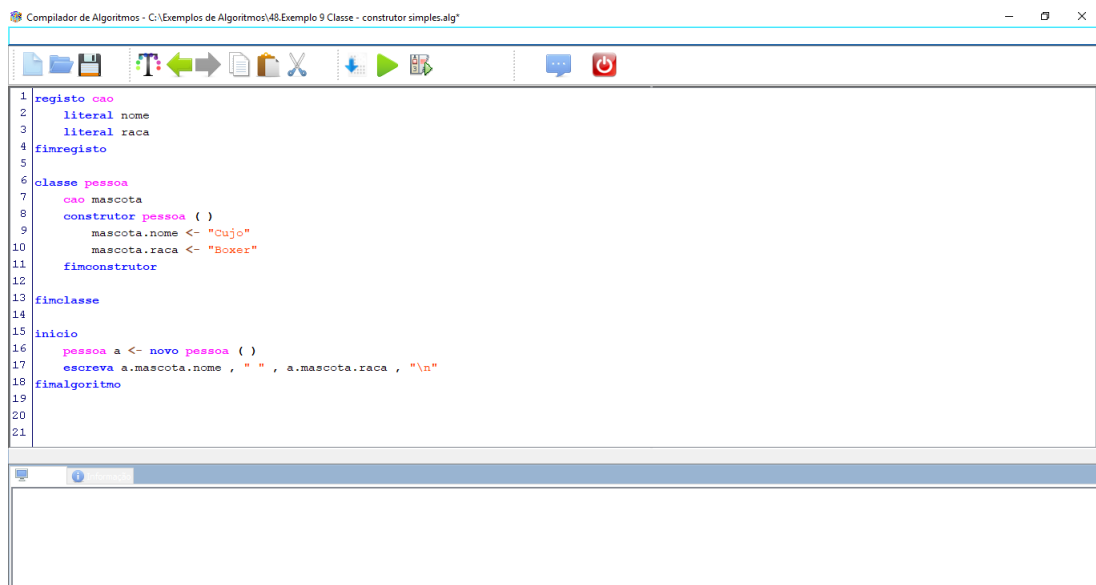 Compilador de Algoritmos - C:\Exemplos de Algoritmos\48.Exemplo 9 Classe - construtor simples.alg*
1 registo cao
2 literal nome
3 literal raca
4 fimregisto
5
6 classe pessoa
7 cao mascota
8 construtor pessoa ( )
9 mascota.nome <- "Cujo"
10 mascota.raca <- "Boxer"
11 fimconstrutor
12
13 fimclasse
14
15 inicio
16 pessoa a <- novo pessoa ( )
17 escreva a.mascota.nome , " " , a.mascota.raca , "\n"
18 fimalgoritmo
19
20
21